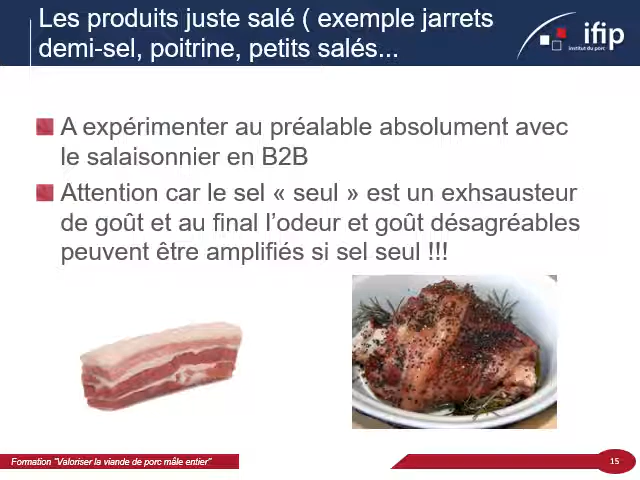 Les produits juste salé ( exemple jarrets
demi-sel, poitrine, petits salés...
ifip
institut du porc
A expérimenter au préalable absolument avec
le salaisonnier en B2B
Attention car le sel « seul » est un exhsausteur
de goût et au final l’odeur et goût désagréables
peuvent être amplifiés si sel seul !!!
Formation "Valoriser la viande de porc mâle entier"
15